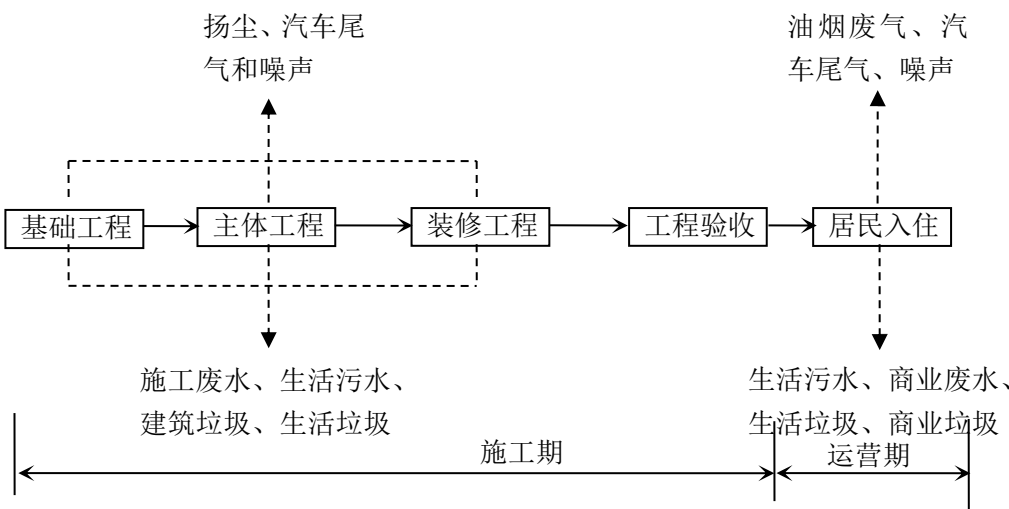 扬尘、汽车尾
气和噪声
油烟废气、汽
车尾气、噪声
基础工程
主体工程
装修工程
工程验收
居民入住
施工废水、生活污水、
建筑垃圾、生活垃圾
生活污水、商业废水、
生活垃圾、商业垃圾
施工期
运营期